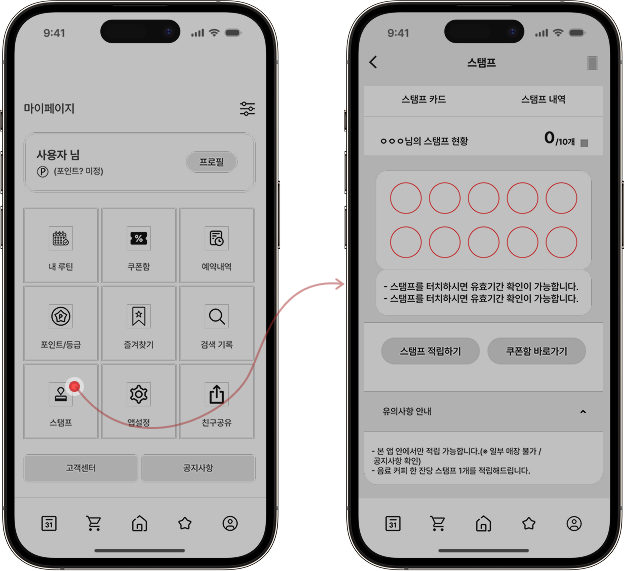 9:41
마이페이지
사용자 님
P (포인트? 미정)
프로필
내 루틴
쿠폰함
예약내역
포인트/등급
즐겨찾기
검색 기록
스탬프
앱설정
친구공유
고객센터
공지사항
31
9:41
스탬프
스탬프 카드
스탬프 내역
ㅇㅇㅇ님의 스탬프 현황
0/10개
- 스탬프를 터치하시면 유효기간 확인이 가능합니다.
- 스탬프를 터치하시면 유효기간 확인이 가능합니다.
스탬프 적립하기
쿠폰함 바로가기
유의사항 안내
- 본 앱 안에서만 적립 가능합니다.(※ 일부 매장 불가 /
공지사항 확인)
- 음료 커피 한 잔당 스탬프 1개를 적립해드립니다.
31